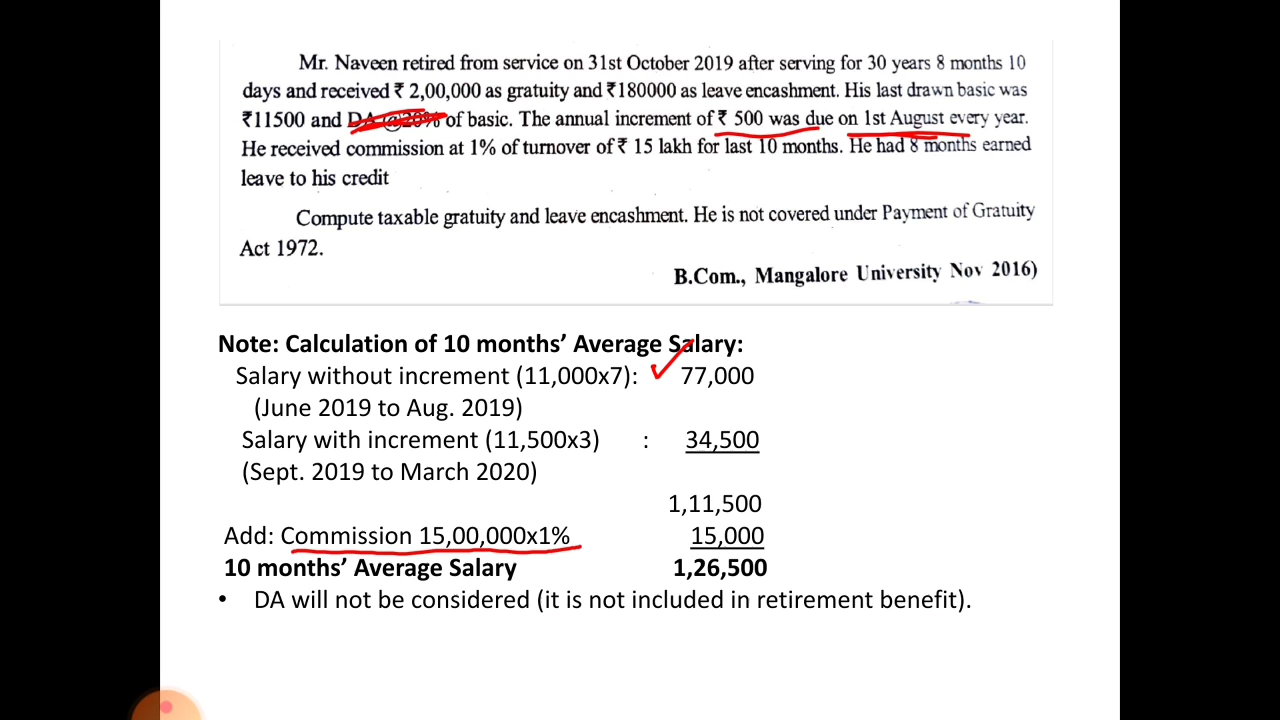 Mr. Naveen retired from service on 31st October 2019 after serving for 30 years 8 months 10
days and received ₹ 2,00,000 as gratuity and ₹180000 as leave encashment. His last drawn basic was
₹11500 and DA @20% of basic. The annual increment of ₹ 500 was due on 1st August every year.
He received commission at 1% of turnover of ₹ 15 lakh for last 10 months. He had 8 months earned
leave to his credit
Compute taxable gratuity and leave encashment. He is not covered under Payment of Gratuity
Act 1972.
B.Com., Mangalore University Nov 2016)
Note: Calculation of 10 months’ Average Salary:
Salary without increment (11,000x7): 77,000
(June 2019 to Aug. 2019)
Salary with increment (11,500x3) : 34,500
(Sept. 2019 to March 2020)
1,11,500
Add: Commission 15,00,000x1% 15,000
10 months’ Average Salary 1,26,500
• DA will not be considered (it is not included in retirement benefit).